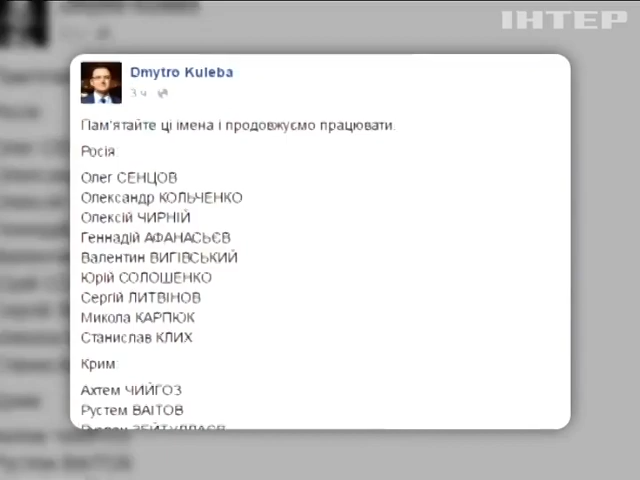 ІНТЕР
Dmytro Kuleba
3 ч
Пам'ятайте ці імена і продовжуємо працювати.
Росія
Олег СЕНЦОВ
Олександр КОЛЬЧЕНКО
Олексій ЧИРНІЙ
Геннадій АФАНАСЬЄВ
Валентин ВИГІВСЬКИЙ
Юрій СОЛОШЕНКО
Сергій ЛИТВІНОВ
Микола КАРПЮК
Станислав КЛИХ
Крим:
Ахтем ЧИЙГОЗ
Рустем ВАІТОВ